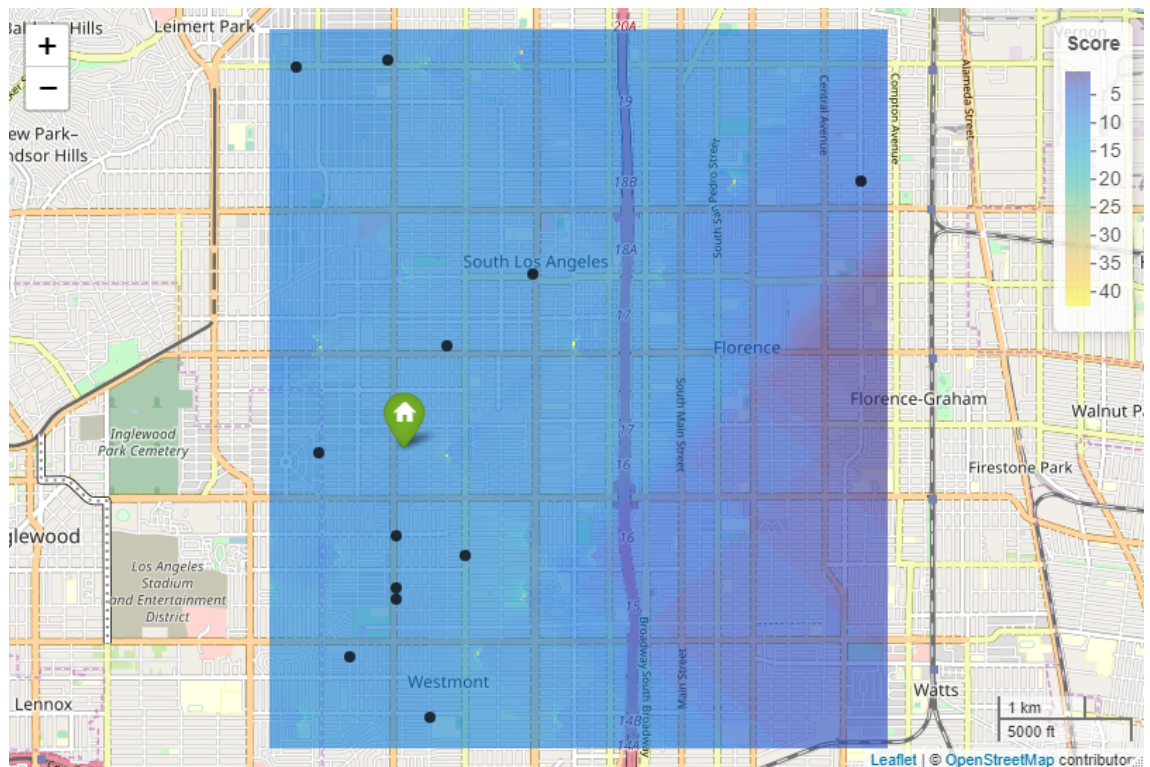 Leimert Park
20A
Vernon
+
−
Score
5
10
15
20
25
30
35
40
19
Central Avenue
Compton Avenue
Alameda Street
ew Park–
ndsor Hills
18B
South San Pedro Street
18A
South Los Angeles
17
Florence
South Main Street
Florence-Graham
Walnut P
Inglewood
Park Cemetery
17
16
Firestone Park
glewood
16
Los Angeles
Stadium
and Entertainment
District
15
Broadway
South Broadway
Main Street
Westmont
Watts
Lennox
14B
14A
1 km
5000 ft
Leaflet | © OpenStreetMap contributor